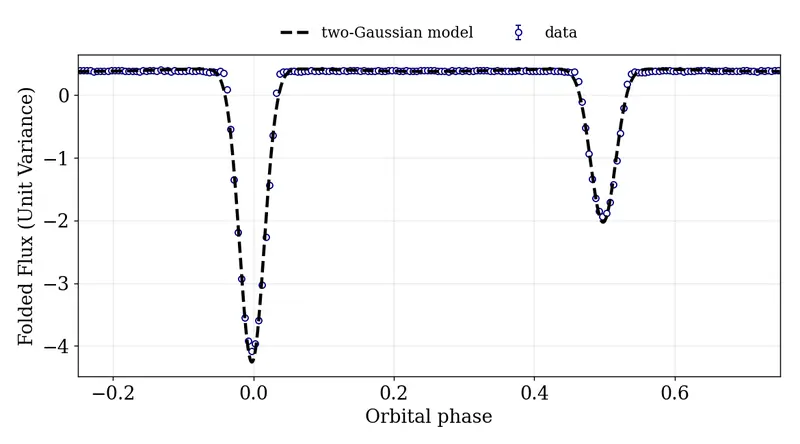 two-Gaussian model
data
Folded Flux (Unit Variance)
0
−1
−2
−3
−4
−0.2
0.0
0.2
0.4
0.6
Orbital phase